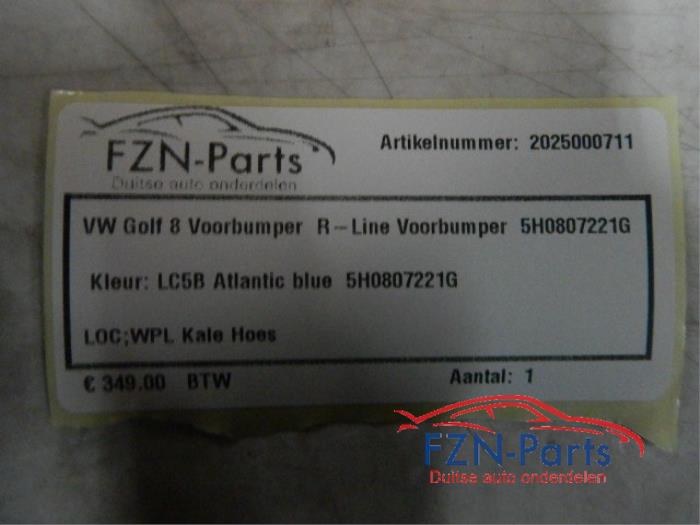 FZN-Parts
Duitse auto onderdelen
Artikelnummer: 2025000711
VW Golf 8 Voorbumper R-Line Voorbumper 5H0807221G
Kleur: LC5B Atlantic blue 5H0807221G
LOC;WPL Kale Hoes
€ 349.00 BTW
Aantal: 1
FZN-Parts
Duitse auto onderdelen